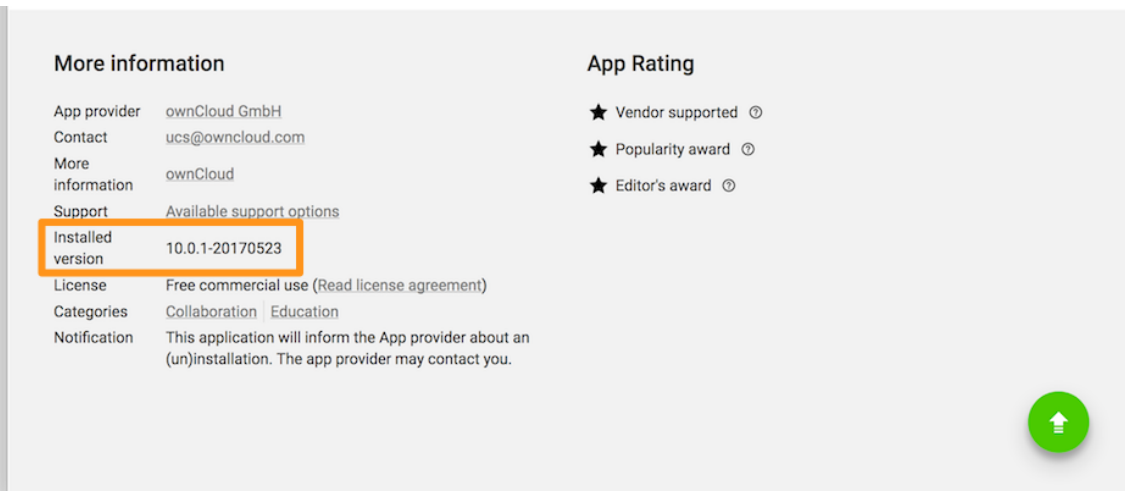 More information
App provider ownCloud GmbH
Contact ucs@owncloud.com
More
information ownCloud
Support Available support options
Installed
version 10.0.1-20170523
License Free commercial use (Read license agreement)
Categories Collaboration Education
Notification This application will inform the App provider about an
(un)installation. The app provider may contact you.
App Rating
Vendor supported
Popularity award
Editor's award